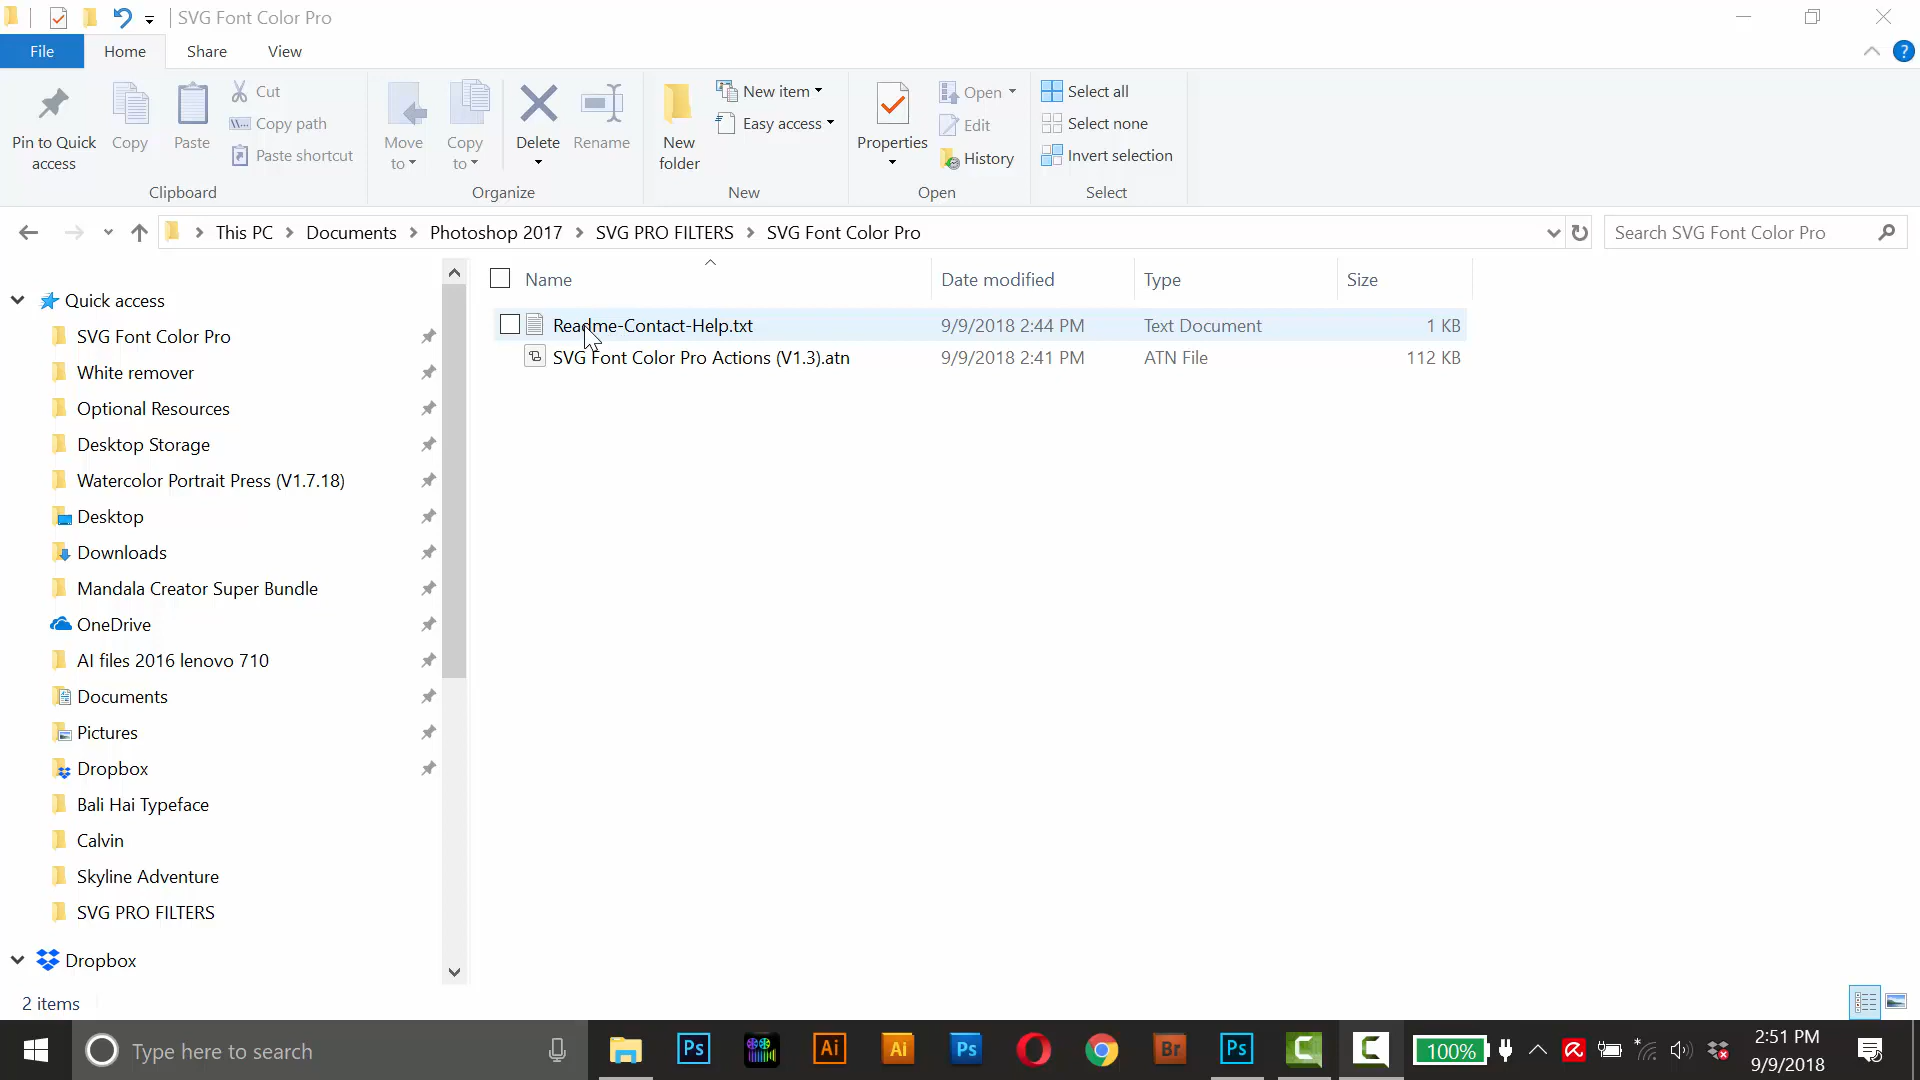 SVG Font Color Pro
File
Home
Share
View
Pin to Quick access
Copy
Paste
Cut
Copy path
Paste shortcut
Clipboard
Move to
Copy to
Delete
Rename
Organize
New folder
New item
Easy access
New
Properties
Open
Edit
History
Open
Select all
Select none
Invert selection
Select
This PC > Documents > Photoshop 2017 > SVG PRO FILTERS > SVG Font Color Pro
Search SVG Font Color Pro
Name Date modified Type Size
Readme-Contact-Help.txt 9/9/2018 2:44 PM Text Document 1 KB
SVG Font Color Pro Actions (V1.3).atn 9/9/2018 2:41 PM ATN File 112 KB
Quick access
SVG Font Color Pro
White remover
Optional Resources
Desktop Storage
Watercolor Portrait Press (V1.7.18)
Desktop
Downloads
Mandala Creator Super Bundle
OneDrive
AI files 2016 lenovo 710
Documents
Pictures
Dropbox
Bali Hai Typeface
Calvin
Skyline Adventure
SVG PRO FILTERS
Dropbox
2 items
Type here to search
Ps
Ai
Ai
Ps
Br
Ps
100%
2:51 PM
9/9/2018